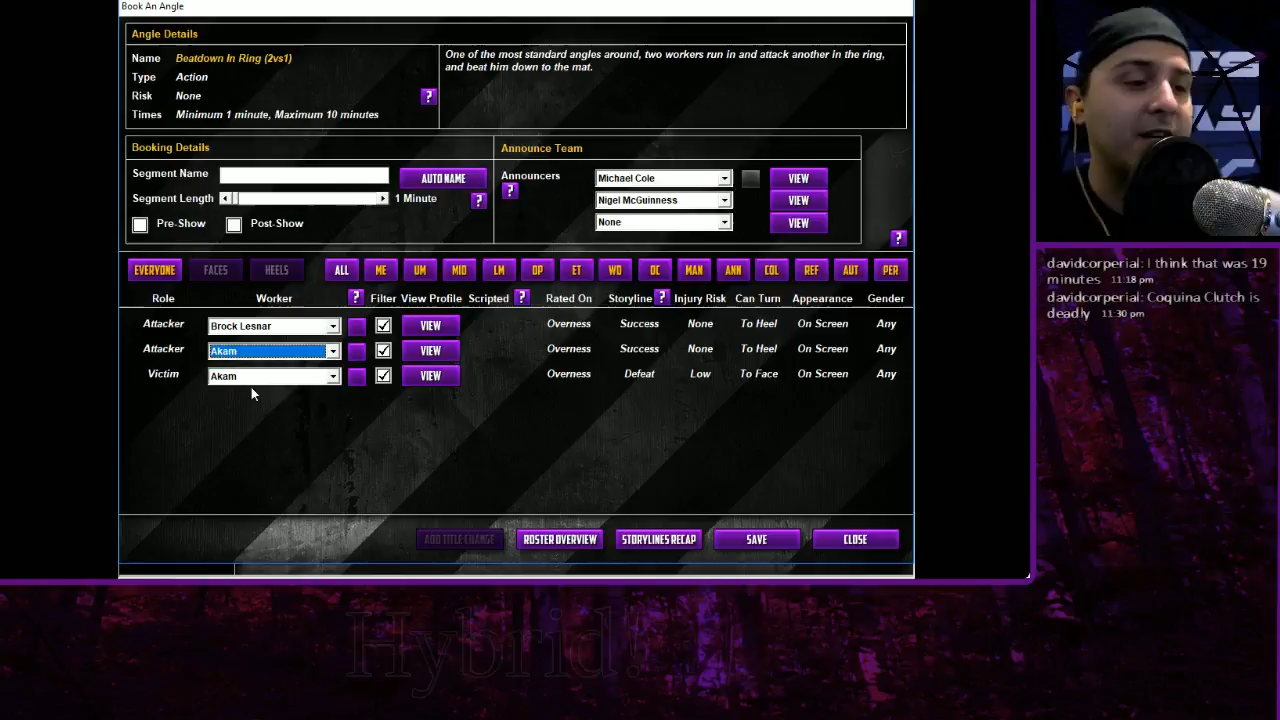 Book An Angle
Angle Details
Name Beatdown In Ring (2vs1)
Type Action
Risk None
?
Times Minimum 1 minute, Maximum 10 minutes
One of the most standard angles around, two workers run in and attack another in the ring,
and beat him down to the mat.
Booking Details
Segment Name AUTO NAME
Segment Length 1 Minute ?
Pre-Show Post-Show
Announce Team
Announcers Michael Cole VIEW
? Nigel McGuinness VIEW
None VIEW
?
EVERYONE FACES HEELS ALL ME UM MID LM OP ET WO OC MAN ANN COL REF AUT PER
Role Worker ? Filter View Profile Scripted ? Rated On Storyline ? Injury Risk Can Turn Appearance Gender
Attacker Brock Lesnar VIEW Overness Success None To Heel On Screen Any
Attacker Akam VIEW Overness Success None To Heel On Screen Any
Victim Akam VIEW Overness Defeat Low To Face On Screen Any
ADD TITLE CHANGE ROSTER OVERVIEW STORYLINES RECAP SAVE CLOSE
davidcorperial: I think that was 19
minutes 11:18 pm
davidcorperial: Coquina Clutch is
deadly 11:30 pm
Hybrid!